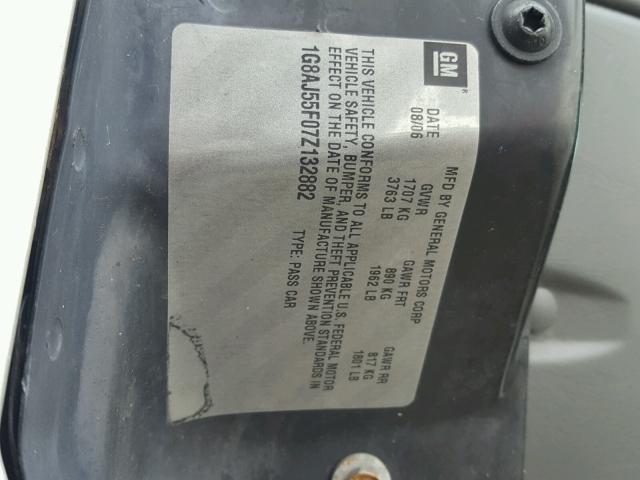 GM
MFD BY GENERAL MOTORS CORP
DATE GVWR GAWR FRT GAWR RR
08/06 1707 KG 890 KG 817 KG
3763 LB 1962 LB 1801 LB
THIS VEHICLE CONFORMS TO ALL APPLICABLE U.S. FEDERAL MOTOR
VEHICLE SAFETY, BUMPER, AND THEFT PREVENTION STANDARDS IN
EFFECT ON THE DATE OF MANUFACTURE SHOWN ABOVE.
1G8AJ55F07Z132882 TYPE: PASS CAR